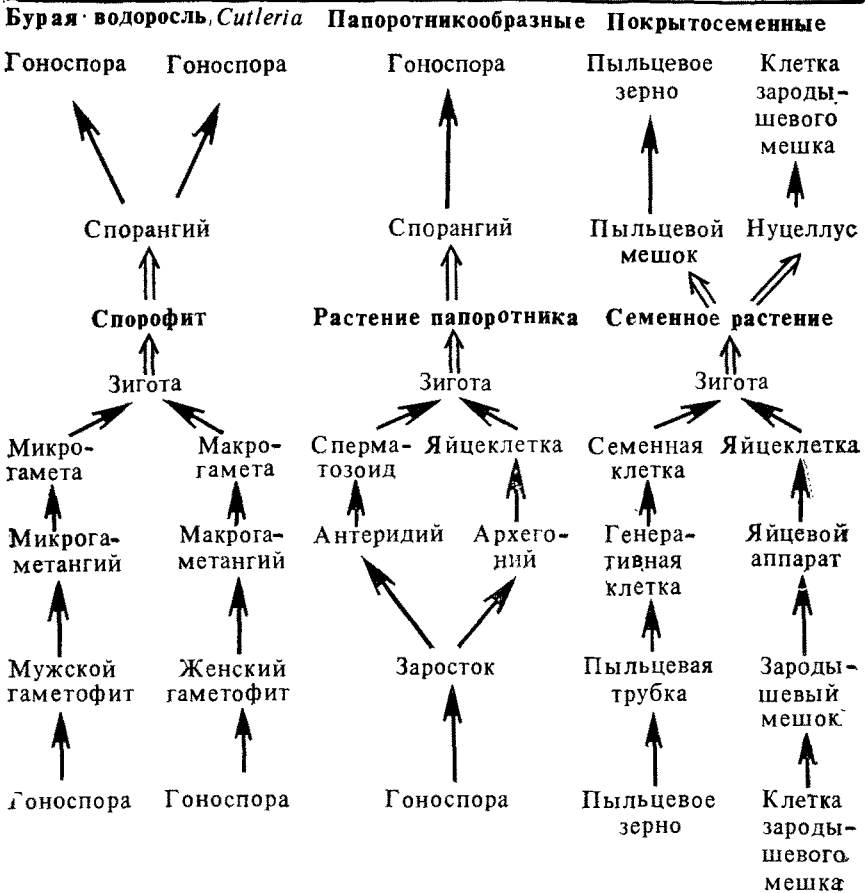 Бурая водоросль, Cutleria Папоротникообразные Покрытосеменные
Гоноспора Гоноспора Гоноспора Пыльцевое Клетка
зерно зароды-
шевого
мешка
Спорангий Спорангий Пыльцевой Нуцеллус
мешок
Спорофит Растение папоротника Семенное растение
Зигота Зигота Зигота
Микро- Макро- Сперма- Яйцеклетка Семенная Яйцеклетка
гамета гамета тозоид клетка
Микрога- Макрога- Антеридий Архего- Генера- Яйцевой
метангий метангий ний тивная аппарат
клетка
Мужской Женский Заросток Пыльцевая Зароды-
гаметофит гаметофит трубка шевый
мешок
Гоноспора Гоноспора Гоноспора Пыльцевое Клетка
зерно зароды-
шевого
мешка